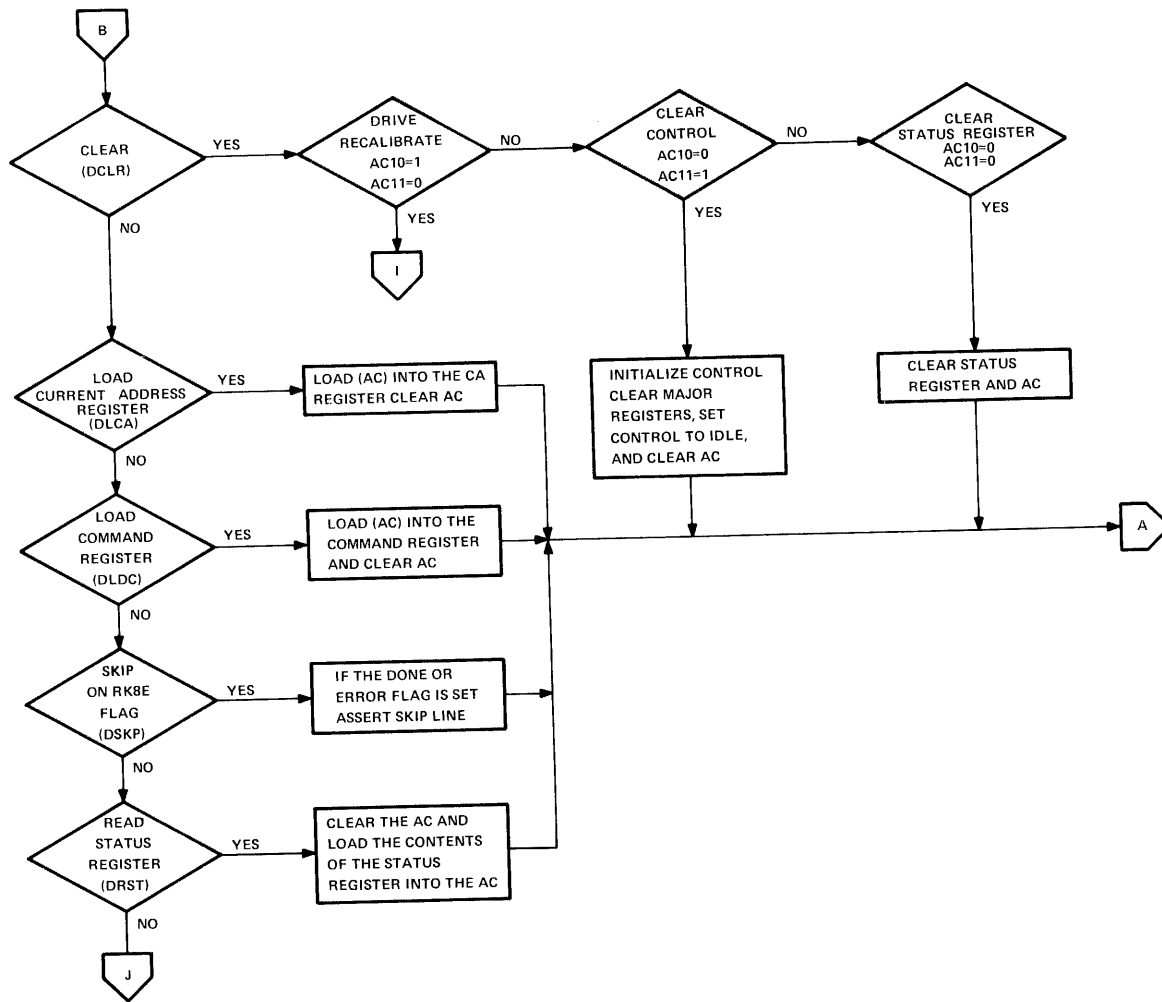 B
CLEAR
(DCLR)
YES
NO
DRIVE
RECALIBRATE
AC10=1
AC11=0
NO
YES
I
CLEAR
CONTROL
AC10=0
AC11=1
NO
YES
CLEAR
STATUS REGISTER
AC10=0
AC11=0
YES
LOAD
CURRENT ADDRESS
REGISTER
(DLCA)
YES
NO
LOAD (AC) INTO THE CA
REGISTER CLEAR AC
INITIALIZE CONTROL
CLEAR MAJOR
REGISTERS, SET
CONTROL TO IDLE,
AND CLEAR AC
CLEAR STATUS
REGISTER AND AC
LOAD
COMMAND
REGISTER
(DLDC)
YES
NO
LOAD (AC) INTO THE
COMMAND REGISTER
AND CLEAR AC
A
SKIP
ON RK8E
FLAG
(DSKP)
YES
NO
IF THE DONE OR
ERROR FLAG IS SET
ASSERT SKIP LINE
READ
STATUS
REGISTER
(DRST)
YES
NO
CLEAR THE AC AND
LOAD THE CONTENTS
OF THE STATUS
REGISTER INTO THE AC
J